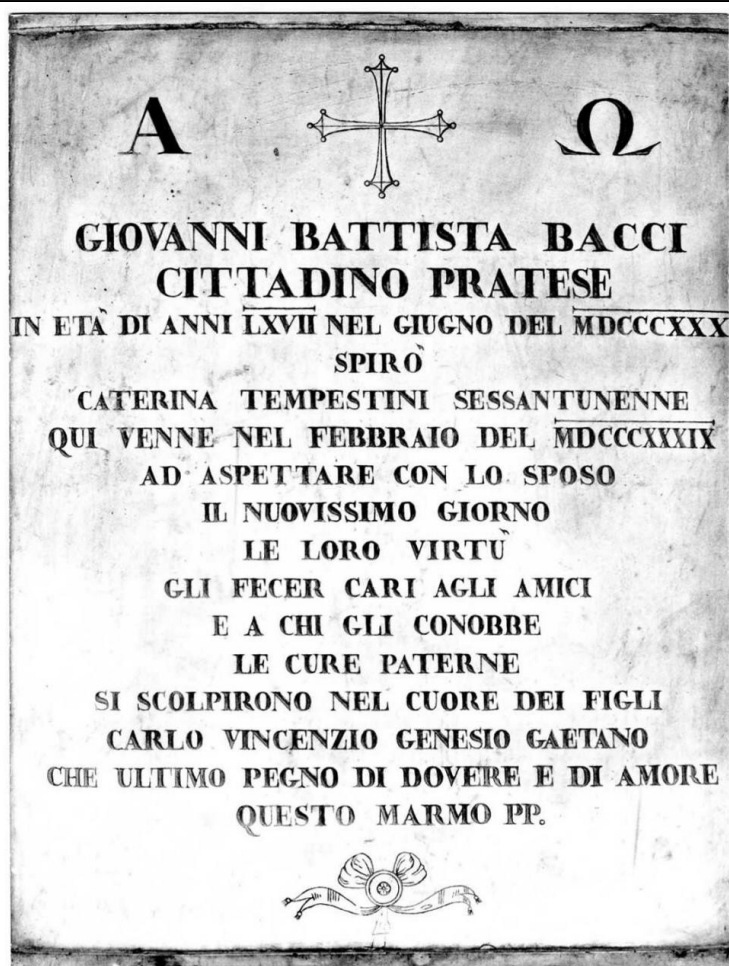 Α Ω
GIOVANNI BATTISTA BACCI
CITTADINO PRATESE
IN ETÀ DI ANNI LXVII NEL GIUGNO DEL MDCCCXXX
SPIRÒ
CATERINA TEMPESTINI SESSANTUNENNE
QUI VENNE NEL FEBBRAIO DEL MDCCCXXXIX
AD ASPETTARE CON LO SPOSO
IL NUOVISSIMO GIORNO
LE LORO VIRTÙ
GLI FECER CARI AGLI AMICI
E A CHI GLI CONOBBE
LE CURE PATERNE
SI SCOLPIRONO NEL CUORE DEI FIGLI
CARLO VINCENZIO GENESIO GAETANO
CHE ULTIMO PEGNO DI DOVERE E DI AMORE
QUESTO MARMO PP.